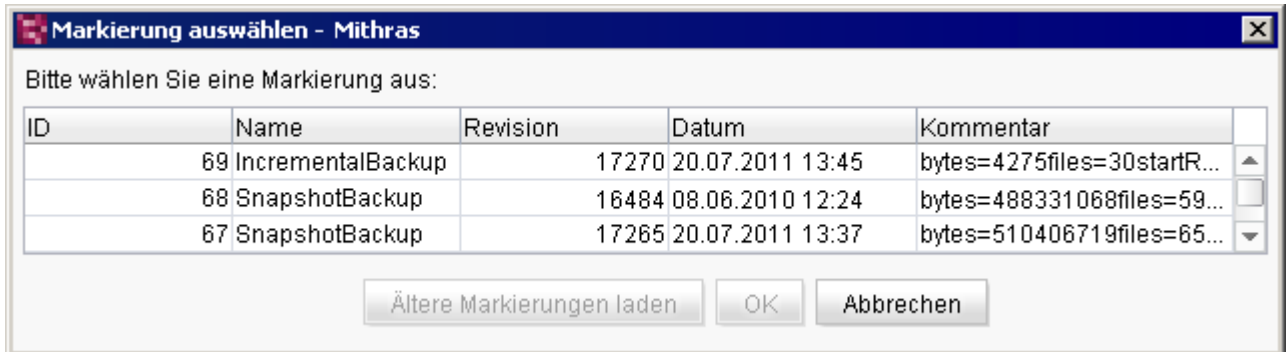 Markierung auswählen - Mithras
Bitte wählen Sie eine Markierung aus:
ID Name Revision Datum Kommentar
69 IncrementalBackup 17270 20.07.2011 13:45 bytes=4275files=30startR...
68 SnapshotBackup 16484 08.06.2010 12:24 bytes=488331068files=59...
67 SnapshotBackup 17265 20.07.2011 13:37 bytes=510406719files=65...
Ältere Markierungen laden OK Abbrechen